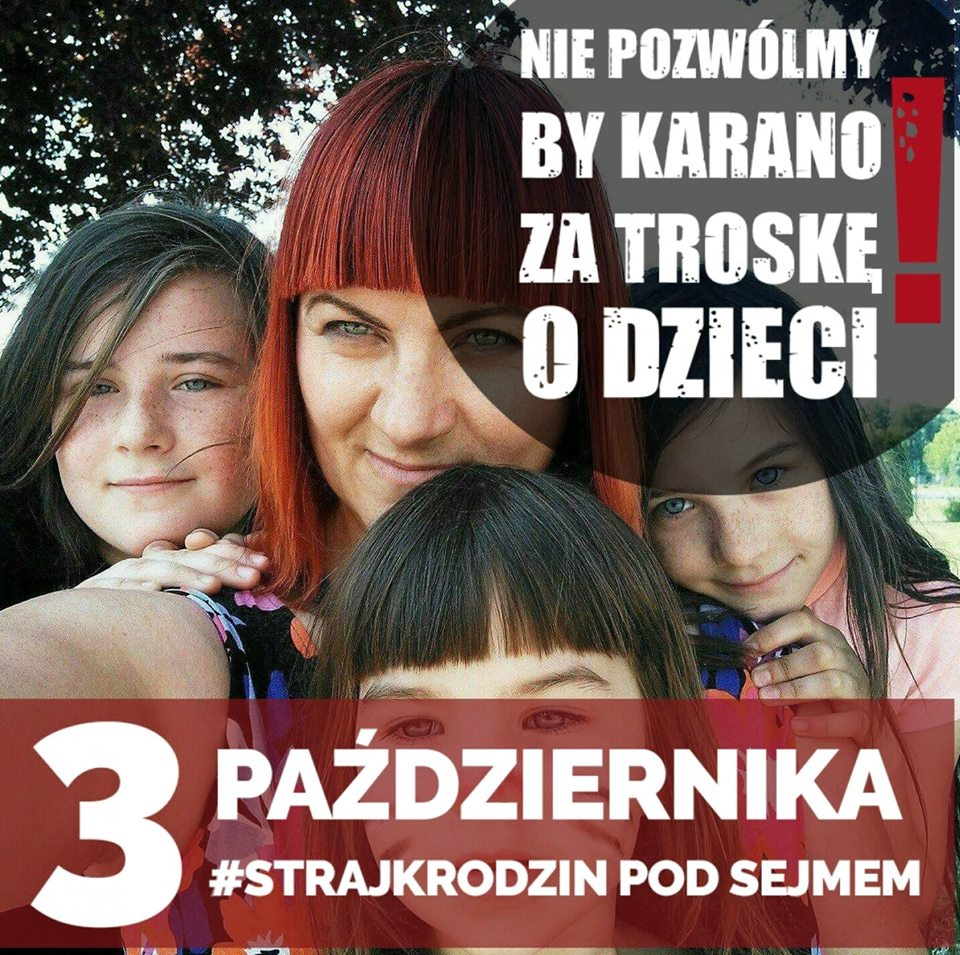 NIE POZWÓLMY
BY KARANO
ZA TROSKĘ
O DZIECI!
3 PAŹDZIERNIKA
#STRAJKRODZIN POD SEJMEM